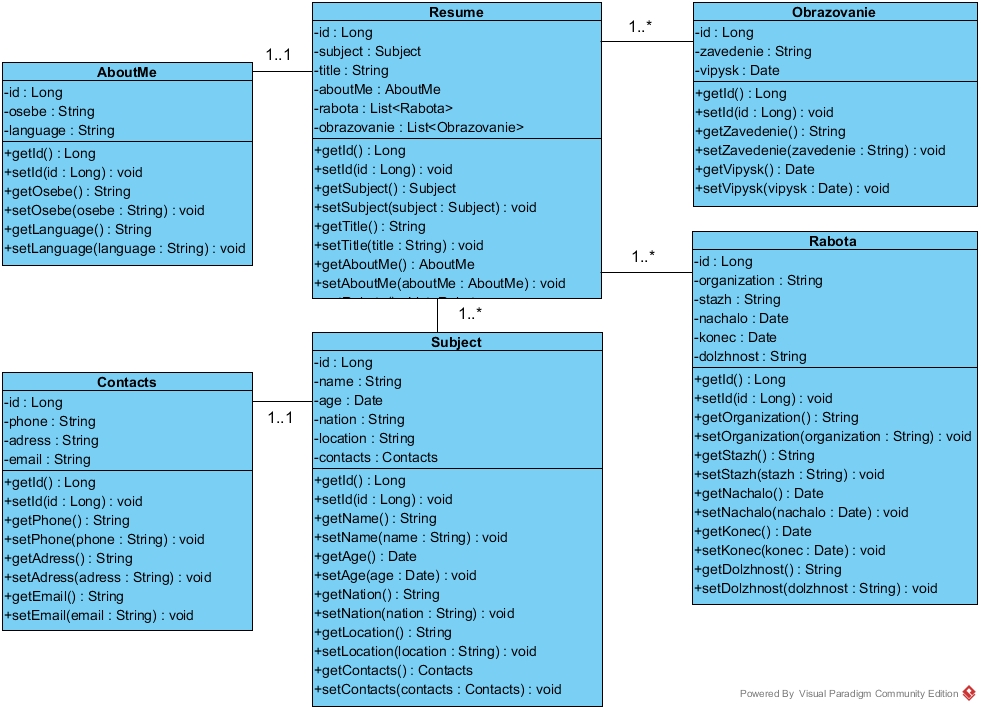 Resume
-id : Long
-subject : Subject
-title : String
-aboutMe : AboutMe
-rabota : List<Rabota>
-obrazovanie : List<Obrazovanie>
+getId() : Long
+setId(id : Long) : void
+getSubject() : Subject
+setSubject(subject : Subject) : void
+getTitle() : String
+setTitle(title : String) : void
+getAboutMe() : AboutMe
+setAboutMe(aboutMe : AboutMe) : void
1..*
Obrazovanie
-id : Long
-zavedenie : String
-vipysk : Date
+getId() : Long
+setId(id : Long) : void
+getZavedenie() : String
+setZavedenie(zavedenie : String) : void
+getVipysk() : Date
+setVipysk(vipysk : Date) : void
1..1
AboutMe
-id : Long
-osebe : String
-language : String
+getId() : Long
+setId(id : Long) : void
+getOsebe() : String
+setOsebe(osebe : String) : void
+getLanguage() : String
+setLanguage(language : String) : void
1..*
Rabota
-id : Long
-organization : String
-stazh : String
-nachalo : Date
-konec : Date
-dolzhnost : String
+getId() : Long
+setId(id : Long) : void
+getOrganization() : String
+setOrganization(organization : String) : void
+getStazh() : String
+setStazh(stazh : String) : void
+getNachalo() : Date
+setNachalo(nachalo : Date) : void
+getKonec() : Date
+setKonec(konec : Date) : void
+getDolzhnost() : String
+setDolzhnost(dolzhnost : String) : void
1..*
Subject
-id : Long
-name : String
-age : Date
-nation : String
-location : String
-contacts : Contacts
+getId() : Long
+setId(id : Long) : void
+getName() : String
+setName(name : String) : void
+getAge() : Date
+setAge(age : Date) : void
+getNation() : String
+setNation(nation : String) : void
+getLocation() : String
+setLocation(location : String) : void
+getContacts() : Contacts
+setContacts(contacts : Contacts) : void
1..1
Contacts
-id : Long
-phone : String
-adress : String
-email : String
+getId() : Long
+setId(id : Long) : void
+getPhone() : String
+setPhone(phone : String) : void
+getAdress() : String
+setAdress(adress : String) : void
+getEmail() : String
+setEmail(email : String) : void
Powered By Visual Paradigm Community Edition